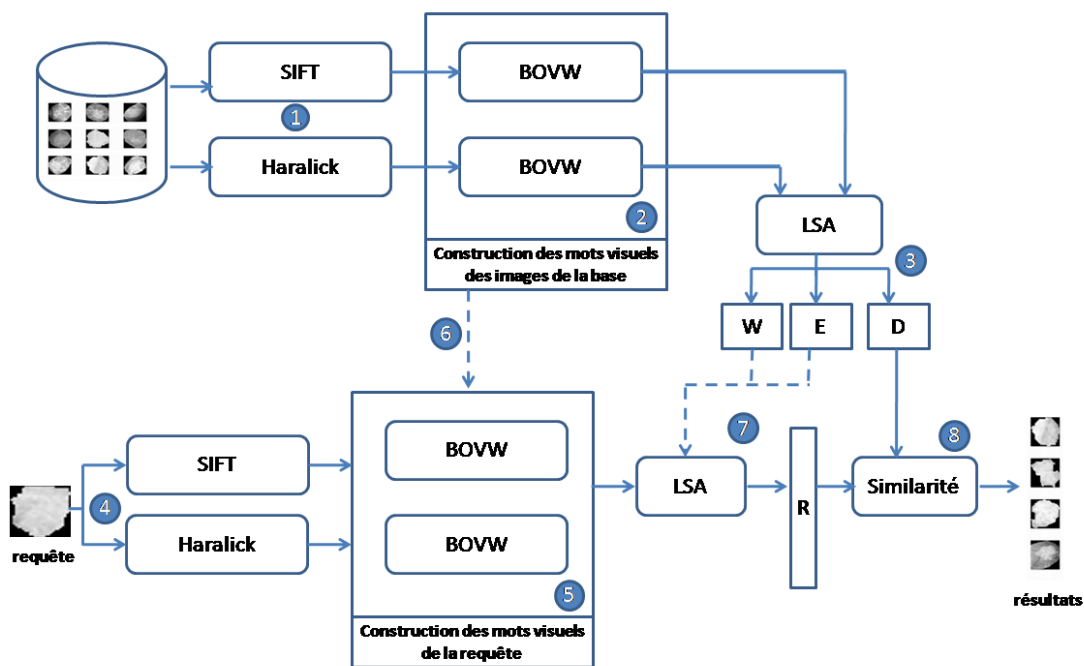 SIFT
BOVW
1
Haralick
BOVW
2
LSA
Construction des mots visuels
des images de la base
3
6
W
E
D
7
8
SIFT
BOVW
4
LSA
R
Similarité
requête
Haralick
BOVW
5
résultats
Construction des mots visuels
de la requête